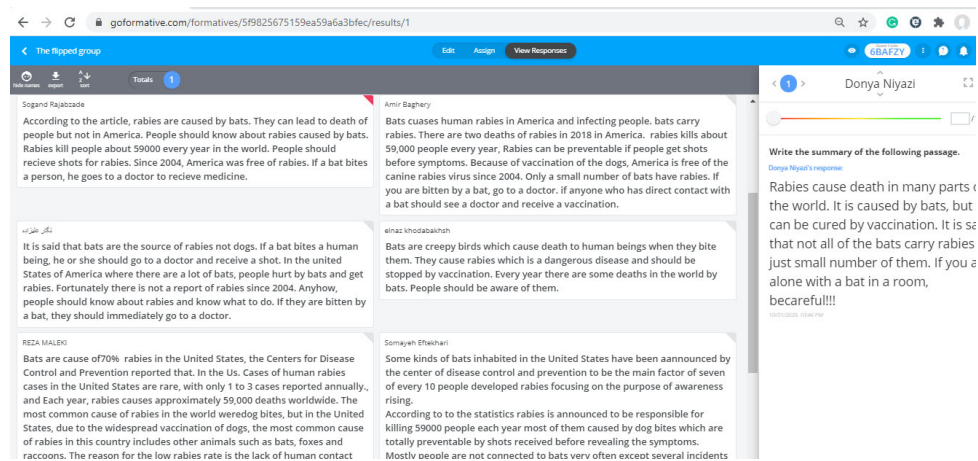 goformative.com/formatives/5f9825675159ea59a6a3bfec/results/1
The flipped group
Edit
Assign
View Responses
6BAFZY
hide names
export
sort
Totals
1
Sogand Rajabzade
According to the article, rabies are caused by bats. They can lead to death of
people but not in America. People should know about rabies caused by bats.
Rabies kill people about 59000 every year in the world. People should
recieve shots for rabies. Since 2004, America was free of rabies. If a bat bites
a person, he goes to a doctor to recieve medicine.
Amir Baghery
Bats cuases human rabies in America and infecting people. bats carry
rabies. There are two deaths of rabies in 2018 in America.  rabies kills about
59,000 people every year, Rabies can be preventable if people get shots
before symptoms. Because of vaccination of the dogs, America is free of the
canine rabies virus since 2004. Only a small number of bats have rabies. If
you are bitten by a bat, go to a doctor. if anyone who has direct contact with
a bat should see a doctor and receive a vaccination.
نگار علیزاده
It is said that bats are the source of rabies not dogs. If a bat bites a human
being, he or she should go to a doctor and receive a shot. In the united
States of America where there are a lot of bats, people hurt by bats and get
rabies. Fortunately there is not a report of rabies since 2004. Anyhow,
people should know about rabies and know what to do. If they are bitten by
a bat, they should immediately go to a doctor.
elnaz khodabakhsh
Bats are creepy birds which cause death to human beings when they bite
them. They cause rabies which is a dangerous disease and should be
stopped by vaccination. Every year there are some deaths in the world by
bats. People should be aware of them.
REZA MALEKI
Bats are cause of70%  rabies in the United States, the Centers for Disease
Control and Prevention reported that. In the Us. Cases of human rabies
cases in the United States are rare, with only 1 to 3 cases reported annually.,
and Each year, rabies causes approximately 59,000 deaths worldwide. The
most common cause of rabies in the world weredog bites, but in the United
States, due to the widespread vaccination of dogs, the most common cause
of rabies in this country includes other animals such as bats, foxes and
raccoons. The reason for the low rabies rate is the lack of human contact
Somayeh Eftekhari
Some kinds of bats inhabited in the United States have been aannounced by
the center of disease control and prevention to be the main factor of seven
of every 10 people developed rabies focusing on the purpose of awareness
rising.
According to to the statistics rabies is announced to be responsible for
killing 59000 people each year most of them caused by dog bites which are
totally preventable by shots received before revealing the symptoms.
Mostly people are not connected to bats very often except several incidents
1
Donya Niyazi
Write the summary of the following passage.
Donya Niyazi's response:
Rabies cause death in many parts
the world. It is caused by bats, but
can be cured by vaccination. It is
that not all of the bats carry rabies
just small number of them. If you
alone with a bat in a room,
becareful!!!